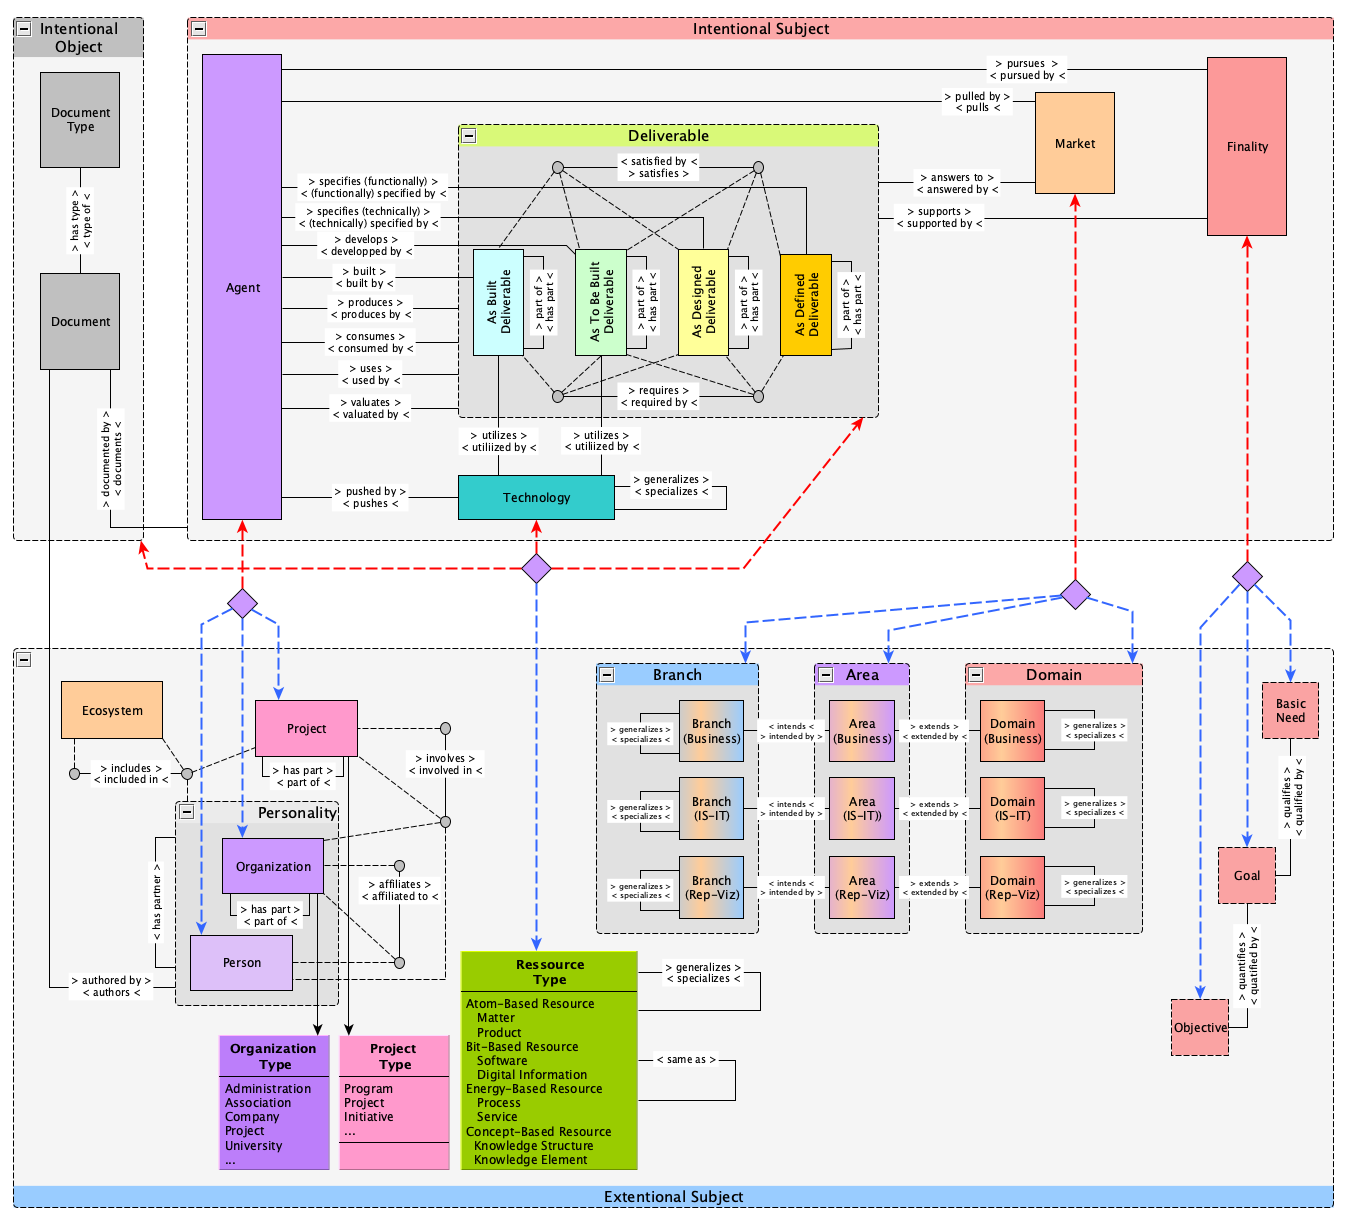 Intentional
Object
Document
Type
> has type >
< type of <
Document
> documented by >
< documents <
Intentional Subject
Agent
> pursues >
< pursued by <
> pulled by >
< pulls <
Market
Finality
Deliverable
< satisfied by <
> satisfies >
> answers to >
< answered by <
> supports >
< supported by <
> specifies (functionally) >
< (functionally) specified by <
> specifies (technically) >
< (technically) specified by <
> develops >
< developped by <
> built >
< built by <
> produces >
< produces by <
> consumes >
< consumed by <
> uses >
< used by <
> valuates >
< valuated by <
As Built
Deliverable
> part of >
< has part <
As To Be Built
Deliverable
> part of >
< has part <
As Designed
Deliverable
> part of >
< has part <
As Defined
Deliverable
> part of >
< has part <
> requires >
< required by <
> utilizes >
< utiliized by <
> utilizes >
< utiliized by <
> pushed by >
< pushes <
Technology
> generalizes >
< specializes <
Ecosystem
> includes >
< included in <
Project
> has part >
< part of <
> involves >
< involved in <
Personality
Organization
> has part >
< part of <
> affiliates >
< affiliated to <
< has partner >
Person
> authored by >
< authors <
Organization
Type
Administration
Association
Company
Project
University
...
Project
Type
Program
Project
Initiative
...
Ressource
Type
Atom-Based Resource
Matter
Product
Bit-Based Resource
Software
Digital Information
Energy-Based Resource
Process
Service
Concept-Based Resource
Knowledge Structure
Knowledge Element
> generalizes >
< specializes <
< same as >
Branch
Area
Domain
> generalizes >
< specializes <
Branch
(Business)
< intends <
> intended by >
Area
(Business)
> extends >
< extended by <
Domain
(Business)
> generalizes >
< specializes <
> generalizes >
< specializes <
Branch
(IS-IT)
< intends <
> intended by >
Area
(IS-IT))
> extends >
< extended by <
Domain
(IS-IT)
> generalizes >
< specializes <
> generalizes >
< specializes <
Branch
(Rep-Viz)
< intends <
> intended by >
Area
(Rep-Viz)
> extends >
< extended by <
Domain
(Rep-Viz)
> generalizes >
< specializes <
Basic
Need
> qualifies >
< qualified by <
Goal
> quantifies >
< quatified by <
Objective
Extentional Subject